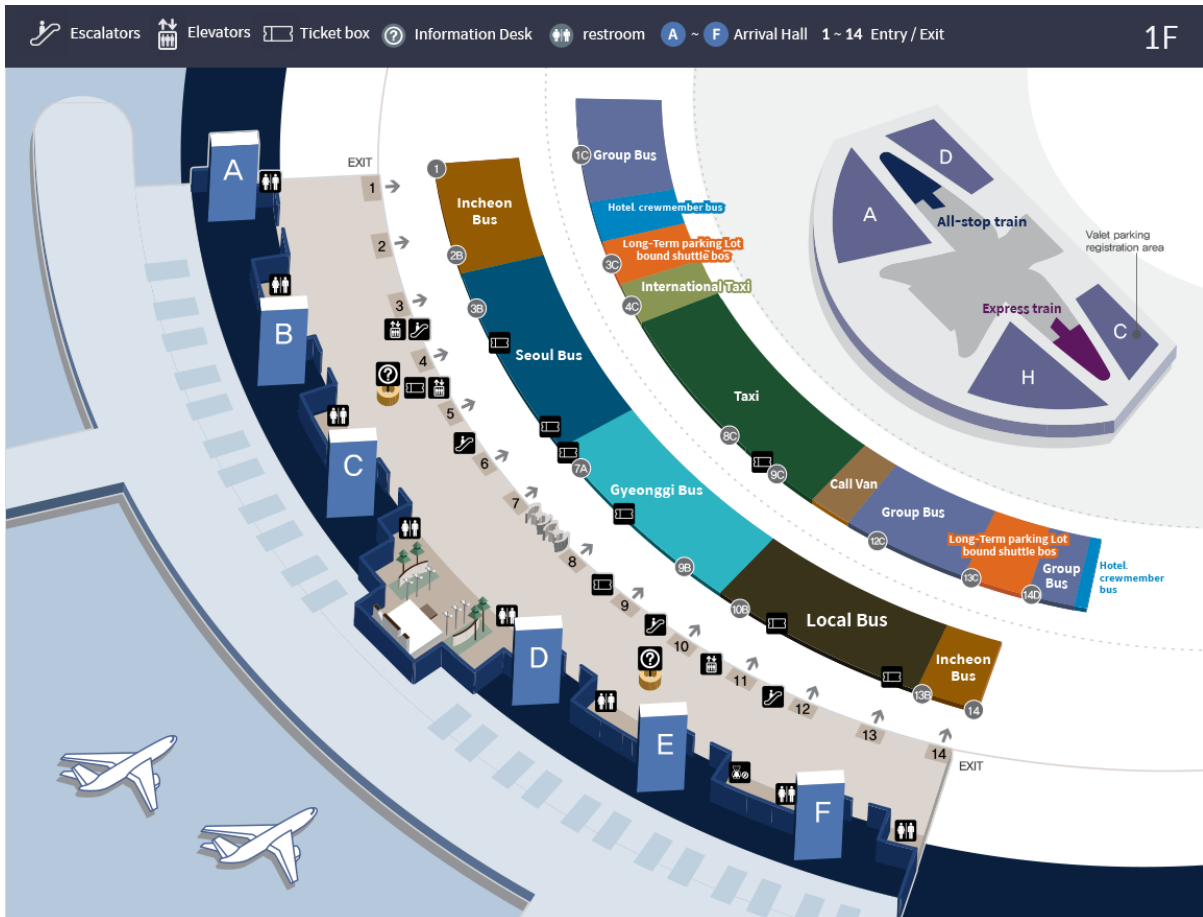 Escalators Elevators Ticket box ? Information Desk restroom A ~ F Arrival Hall 1 ~ 14 Entry / Exit 1F
A
B
C
D
E
F
EXIT
1
2
3
4
5
6
7
8
9
10
11
12
13
14
EXIT
?
?
1
Incheon
Bus
2B
3B
Seoul Bus
7A
Gyeonggi Bus
9B
10B
Local Bus
Incheon
Bus
13B
14
1C
Group Bus
Hotel. crewmember bus
Long-Term parking Lot
bound shuttle bos
3C
International Taxi
4C
Taxi
8C
9C
Call Van
Group Bus
12C
Long-Term parking Lot
bound shuttle bos
13C
Group
Bus
14D
Hotel.
crewmember
bus
D
A
All-stop train
Valet parking
registration area
Express train
C
H